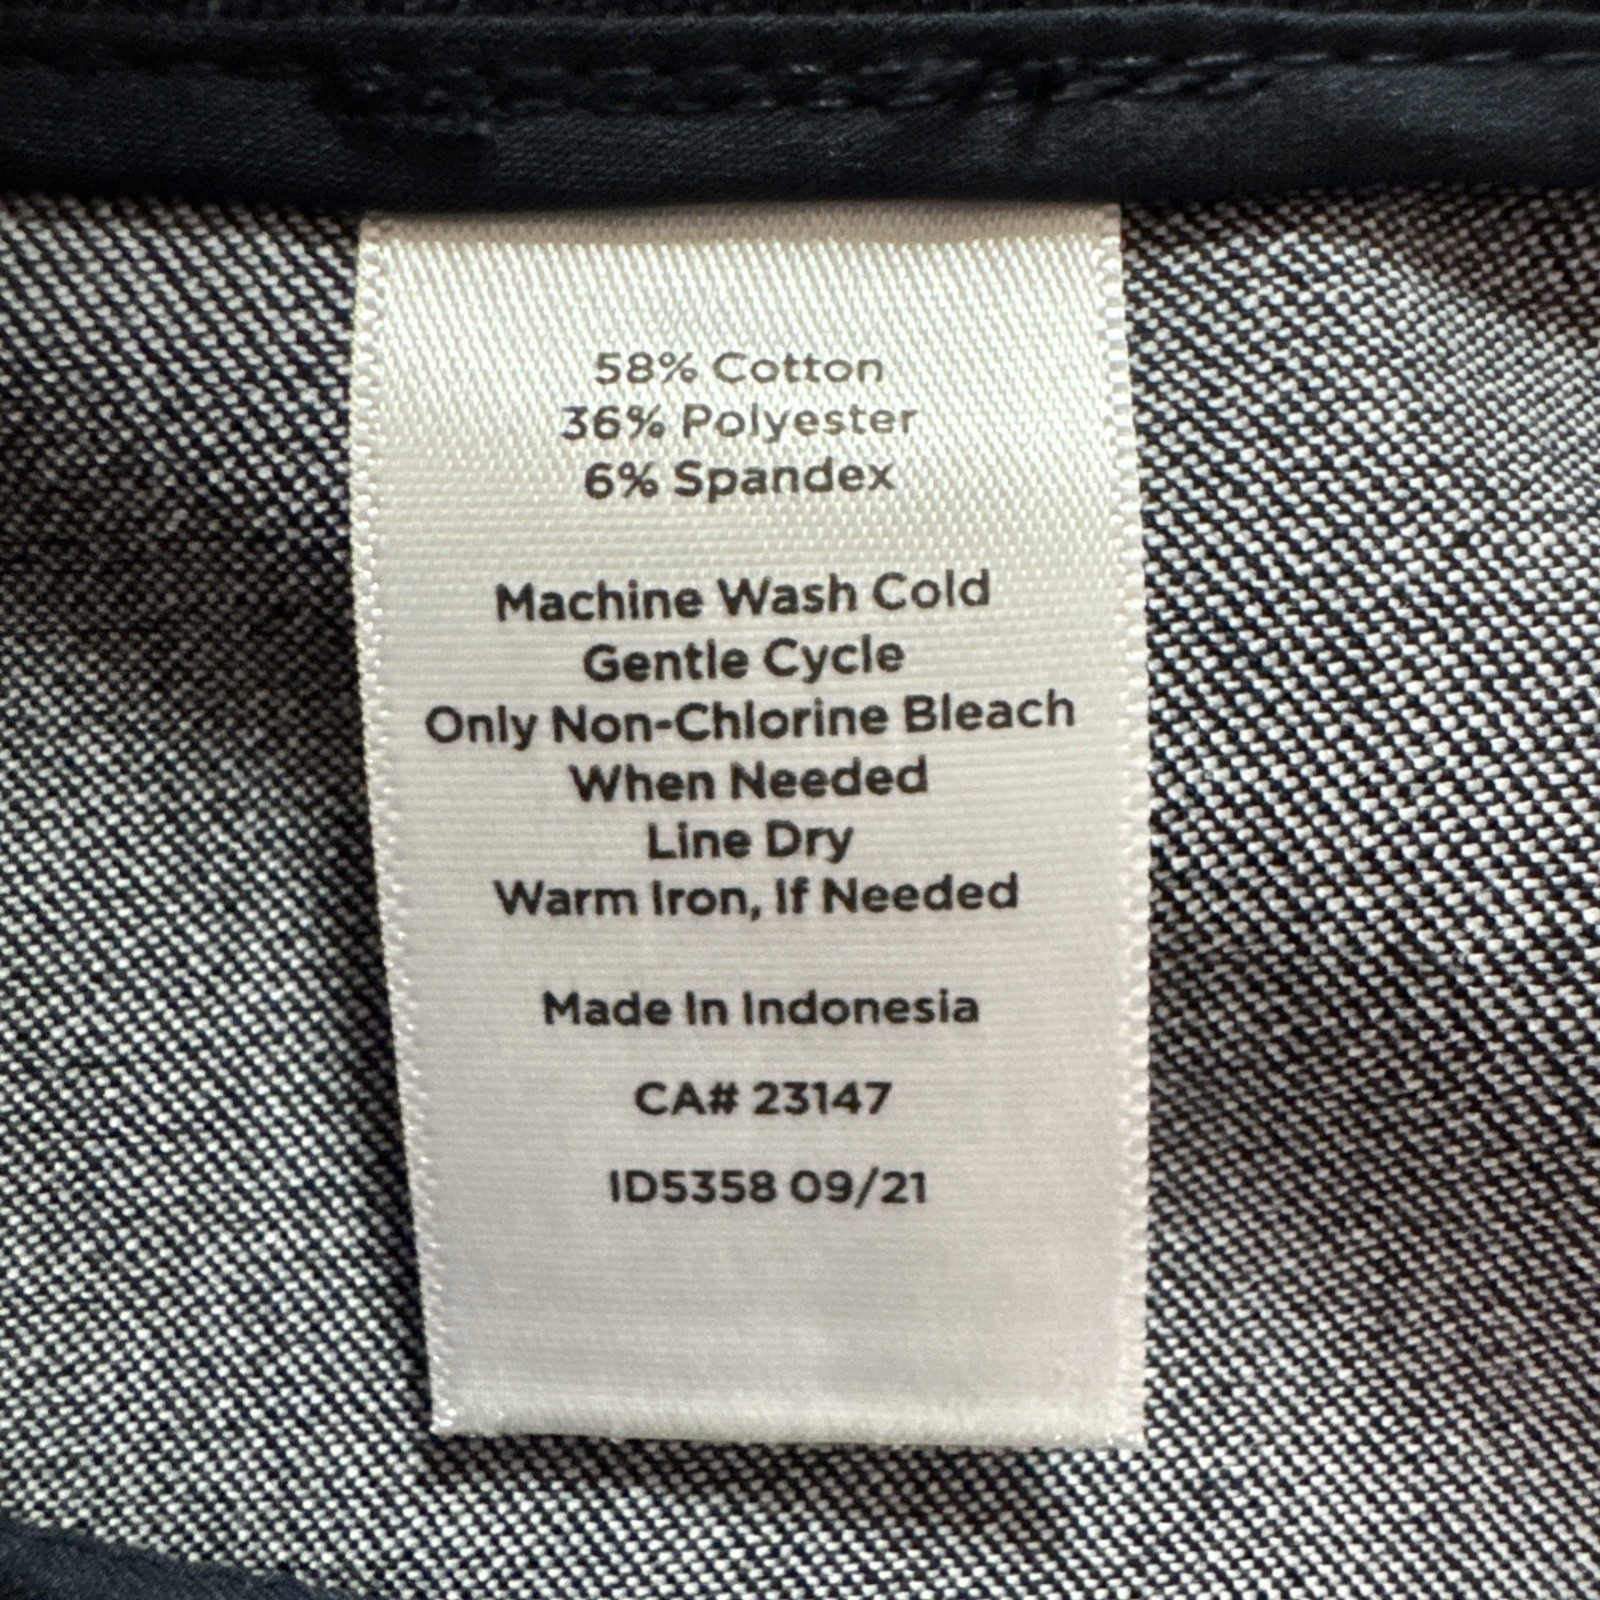 58% Cotton
36% Polyester
6% Spandex
Machine Wash Cold
Gentle Cycle
Only Non-Chlorine Bleach
When Needed
Line Dry
Warm Iron, If Needed
Made In Indonesia
CA# 23147
ID5358 09/21